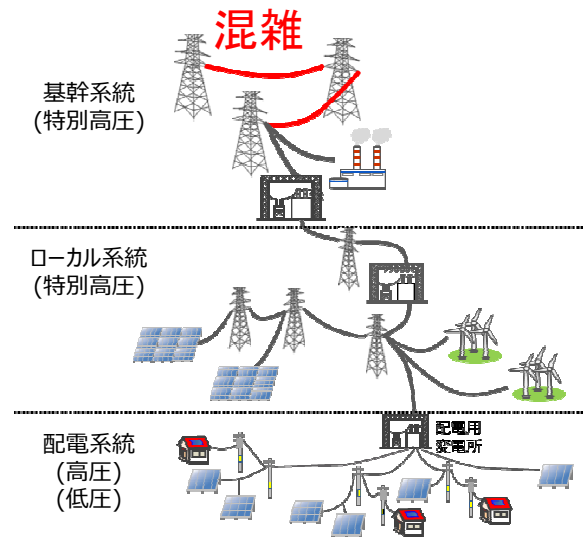 混雑
基幹系統
(特別高圧)
ローカル系統
(特別高圧)
配電用
変電所
配電系統
(高圧)
(低圧)